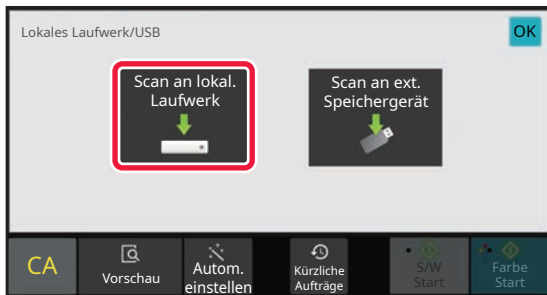 Lokales Laufwerk/USB
OK
Scan an lokal.
Laufwerk
Scan an ext.
Speichergerät
CA
Vorschau
Autom.
einstellen
Kürzliche
Aufträge
S/W
Start
Farbe
Start